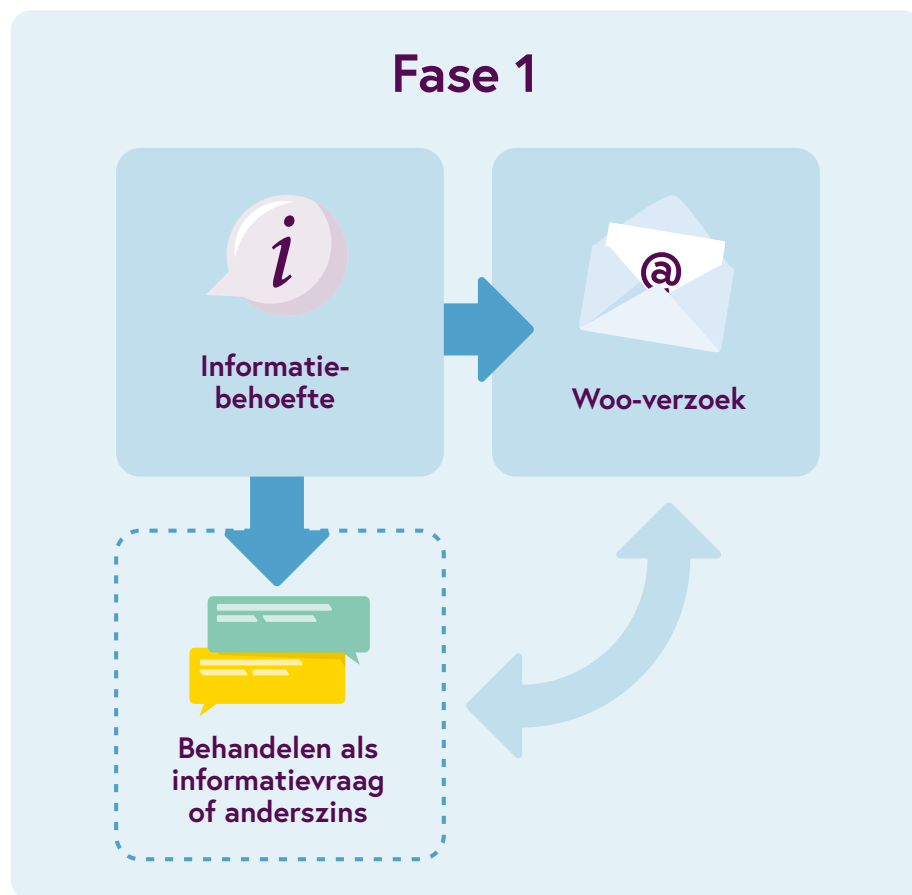 Fase 1
i
Informatie-
behoefte
@
Woo-verzoek
Behandelen als
informatievraag
of anderszins